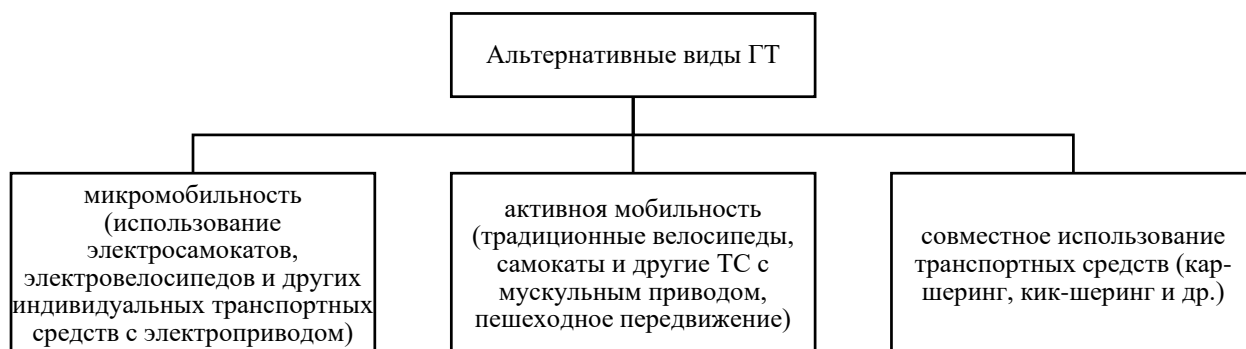 Альтернативные виды ГТ
микромобильность
(использование
электросамокатов,
электровелосипедов и других
индивидуальных транспортных
средств с электроприводом)
активноя мобильность
(традиционные велосипеды,
самокаты и другие ТС с
мускульным приводом,
пешеходное передвижение)
совместное использование
транспортных средств (кар-
шеринг, кик-шеринг и др.)